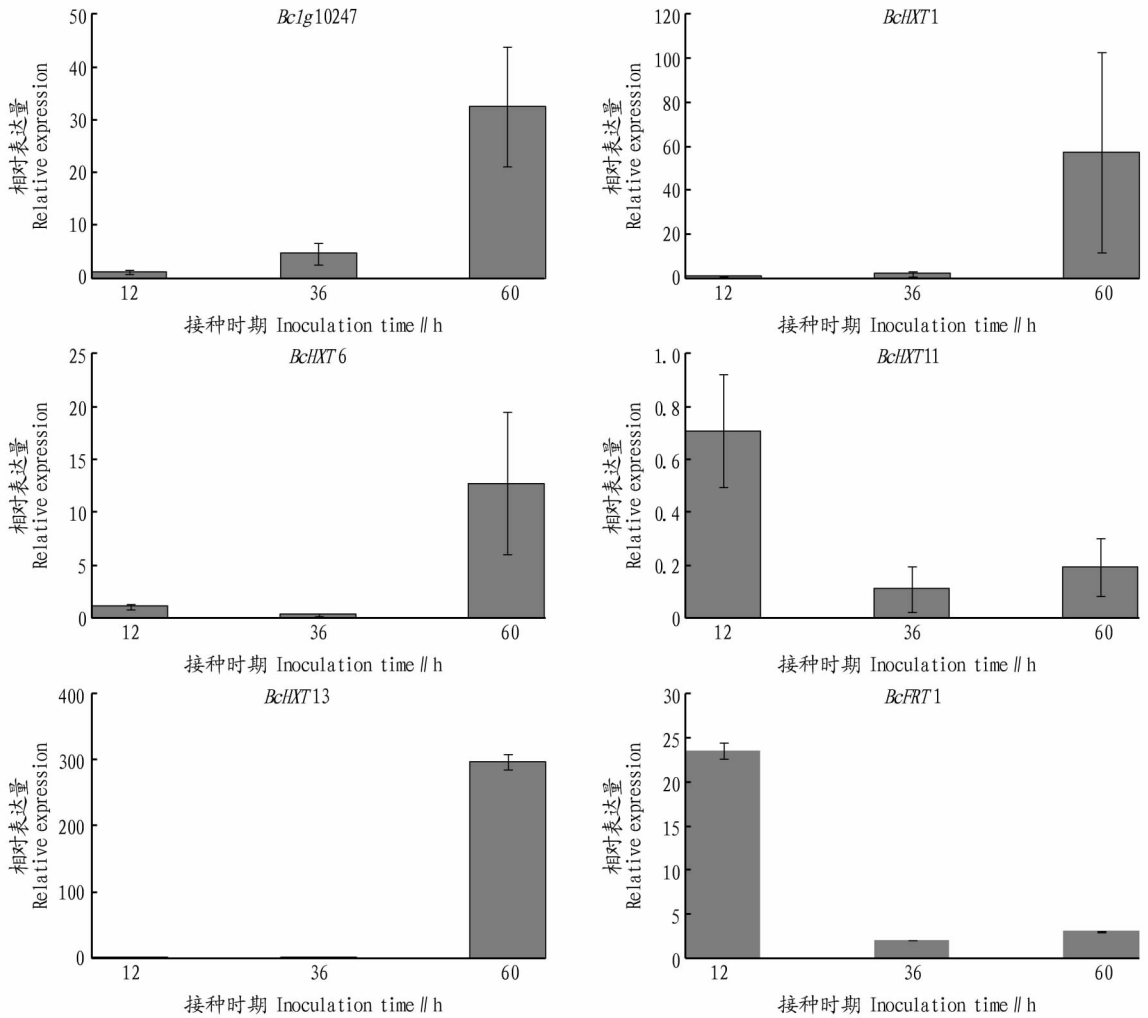 Bc1g10247
50
40
30
20
10
0
相对表达量
Relative expression
12 36 60
接种时期 Inoculation time∥h
BcHXT1
120
100
80
60
40
20
0
相对表达量
Relative expression
12 36 60
接种时期 Inoculation time∥h
BcHXT6
25
20
15
10
5
0
相对表达量
Relative expression
12 36 60
接种时期 Inoculation time∥h
BcHXT11
1.0
0.8
0.6
0.4
0.2
0
相对表达量
Relative expression
12 36 60
接种时期 Inoculation time∥h
BcHXT13
400
300
200
100
0
相对表达量
Relative expression
12 36 60
接种时期 Inoculation time∥h
BcFRT1
30
25
20
15
10
5
0
相对表达量
Relative expression
12 36 60
接种时期 Inoculation time∥h